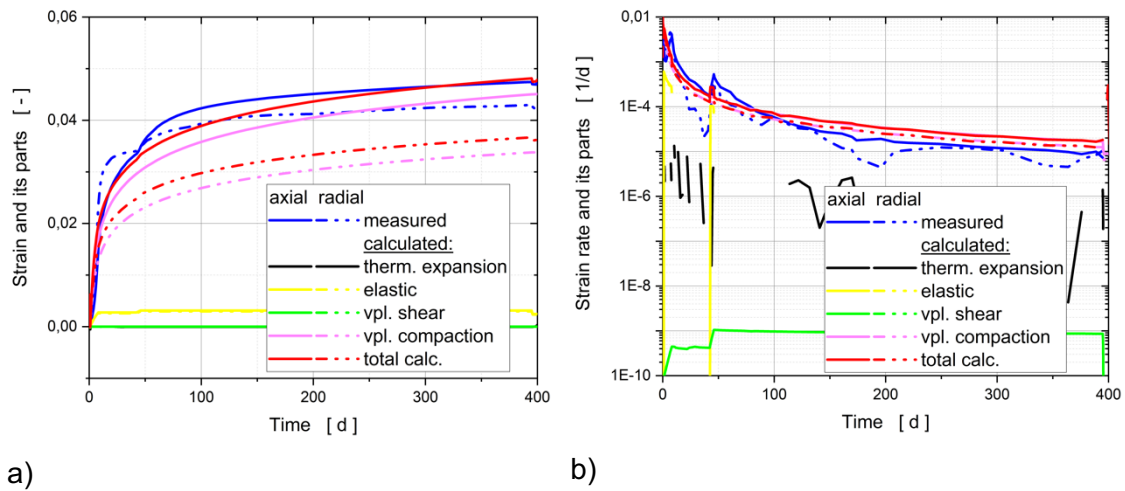 0,06
0,04
0,02
0,00
Strain and its parts [ - ]
axial radial
measured
calculated:
therm. expansion
elastic
vpl. shear
vpl. compaction
total calc.
0 100 200 300 400
Time [ d ]
a)
0,01
1E-4
1E-6
1E-8
1E-10
Strain rate and its parts [ 1/d ]
axial radial
measured
calculated:
therm. expansion
elastic
vpl. shear
vpl. compaction
total calc.
0 100 200 300 400
Time [ d ]
b)